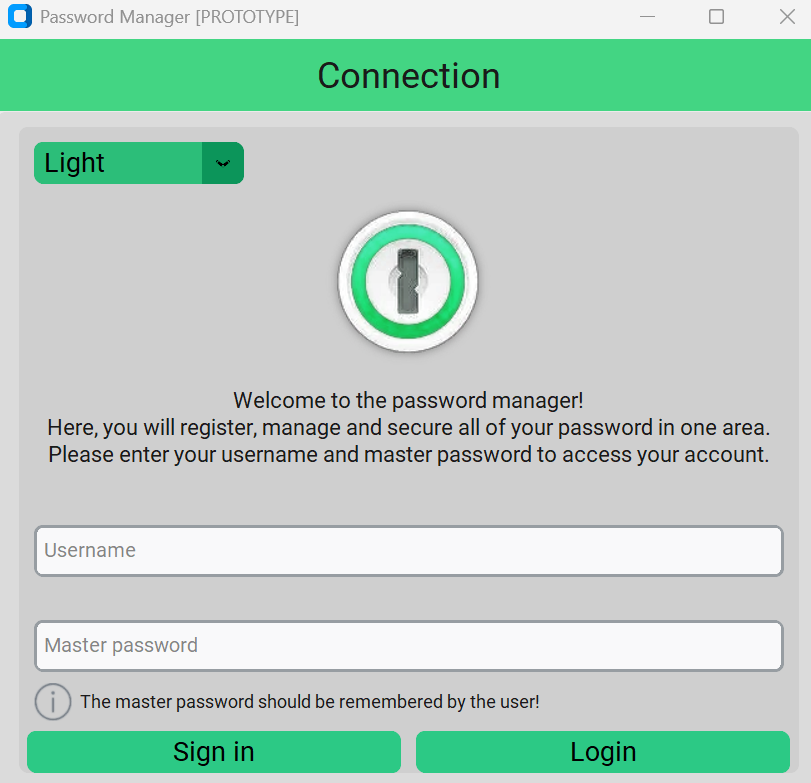 Password Manager [PROTOTYPE]
Connection
Light
Welcome to the password manager!
Here, you will register, manage and secure all of your password in one area.
Please enter your username and master password to access your account.
Username
Master password
The master password should be remembered by the user!
Sign in
Login